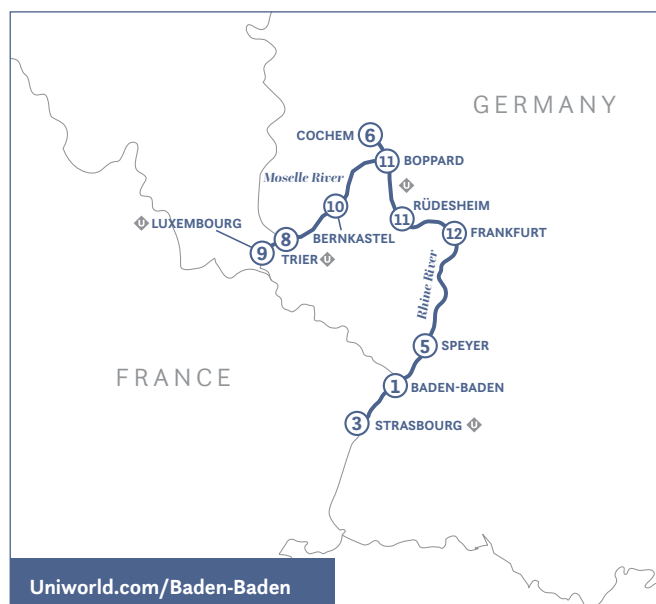 GERMANY
COCHEM 6
11 BOPPARD
Moselle River
U
RÜDESHEIM
10
11
U LUXEMBOURG
8
BERNKASTEL
12 FRANKFURT
9
TRIER U
Rhine River
5 SPEYER
FRANCE
1 BADEN-BADEN
3 STRASBOURG U
Uniworld.com/Baden-Baden